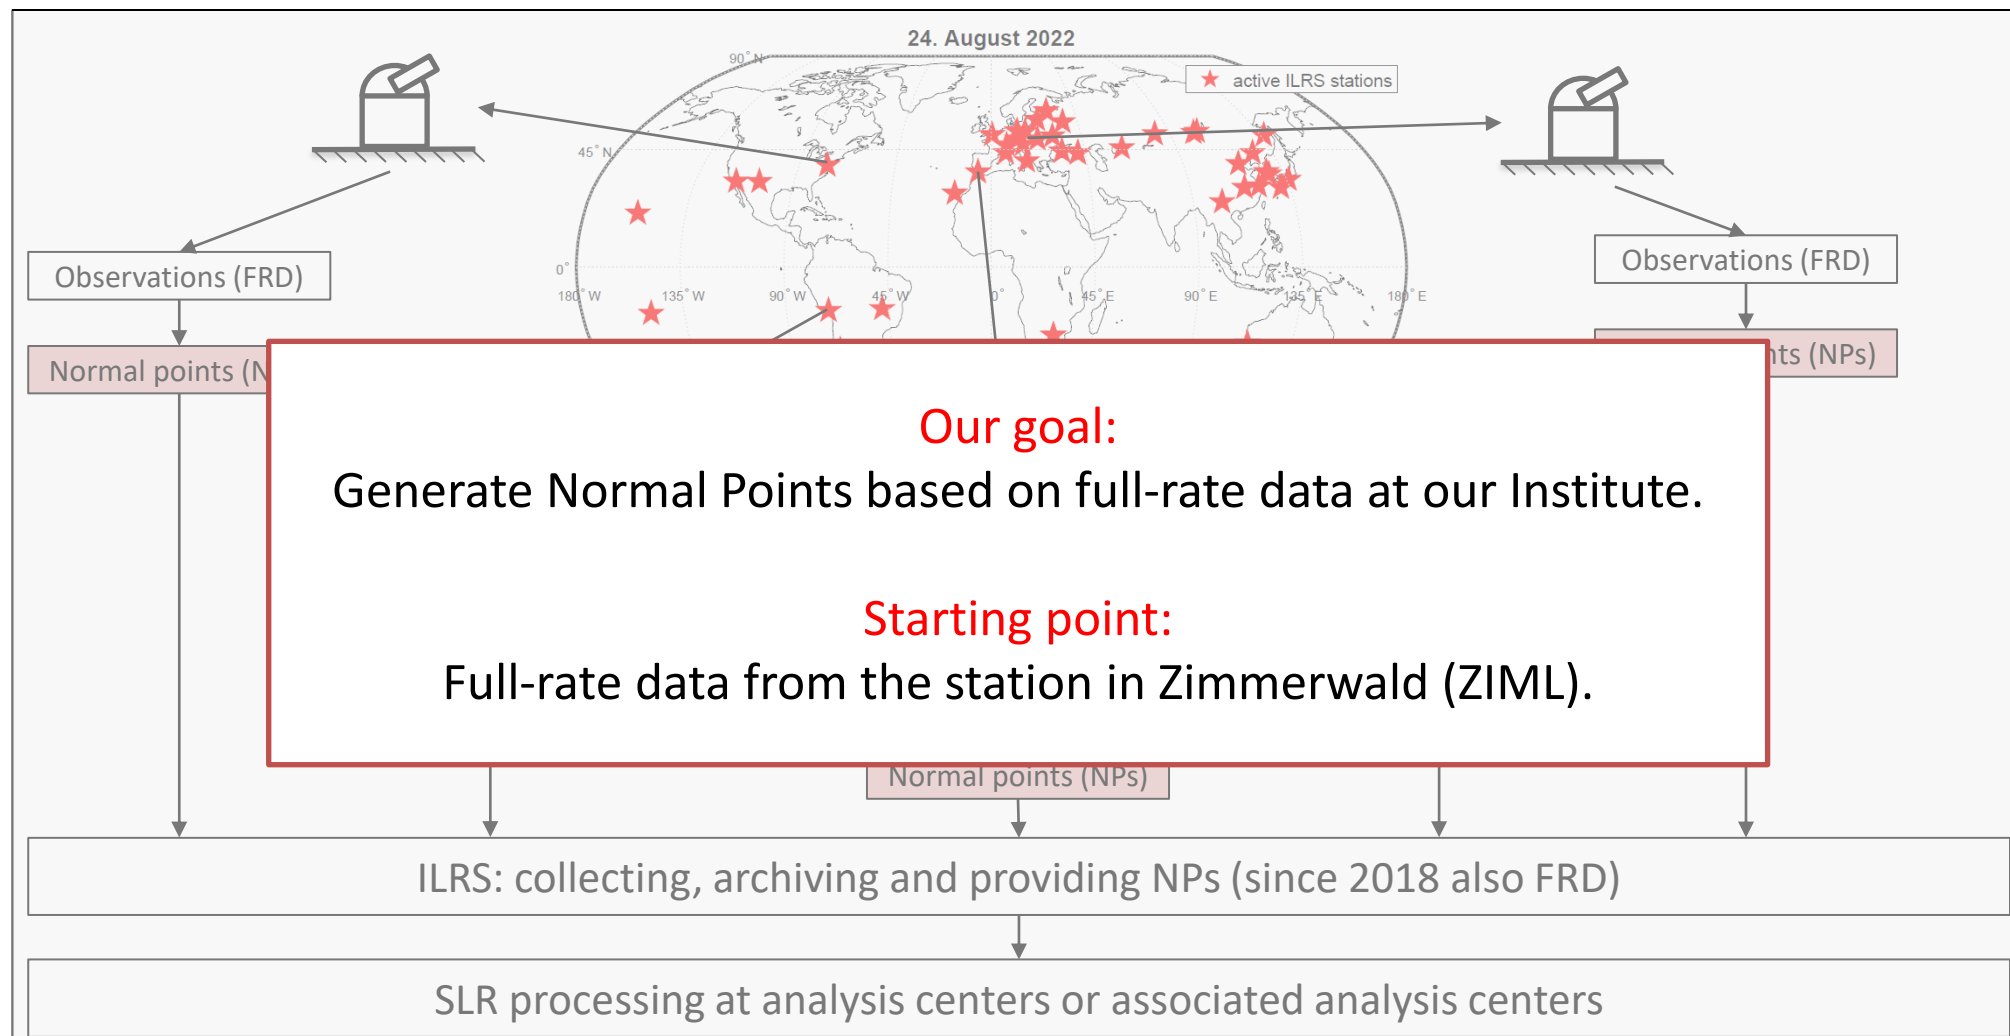 24. August 2022
90° N
active ILRS stations
45° N
0°
180° W
135° W
90° W
45° W
0°
45° E
90° E
135° E
180° E
Observations (FRD)
Observations (FRD)
Normal points (N
nts (NPs)
Our goal:
Generate Normal Points based on full-rate data at our Institute.
Starting point:
Full-rate data from the station in Zimmerwald (ZIML).
Normal points (NPs)
ILRS: collecting, archiving and providing NPs (since 2018 also FRD)
SLR processing at analysis centers or associated analysis centers